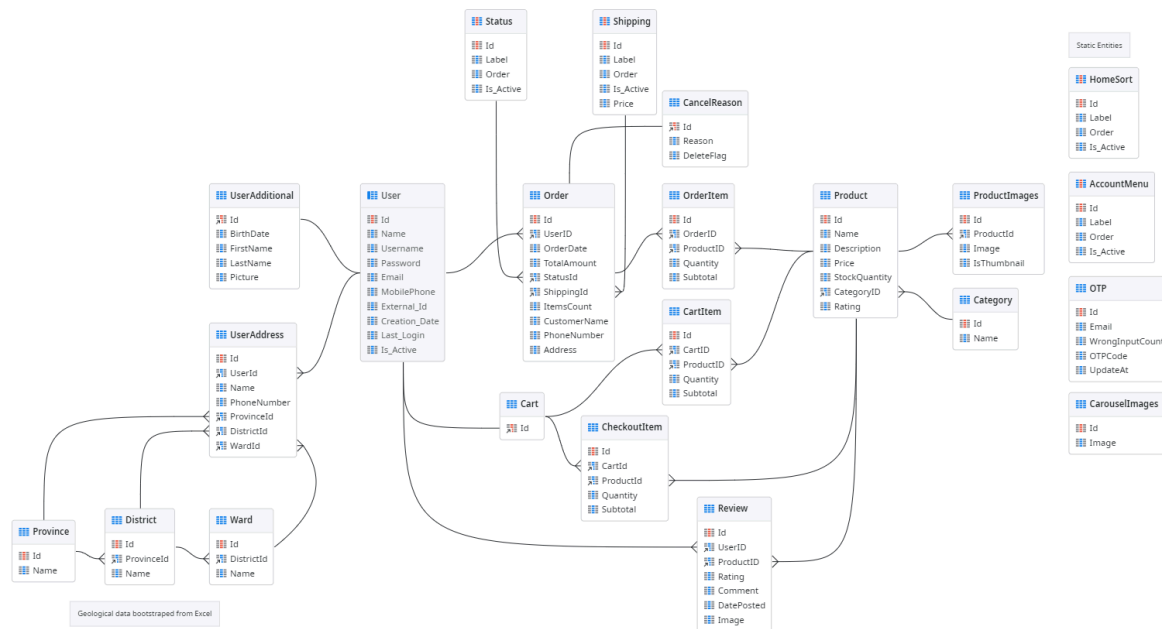 Status
Id
Label
Order
Is_Active
Shipping
Id
Label
Order
Is_Active
Price
CancelReason
Id
Reason
DeleteFlag
Static Entities
HomeSort
Id
Label
Order
Is_Active
UserAdditional
Id
BirthDate
FirstName
LastName
Picture
User
Id
Name
Username
Password
Email
MobilePhone
External_Id
Creation_Date
Last_Login
Is_Active
Order
Id
UserID
OrderDate
TotalAmount
StatusId
ShippingId
ItemsCount
CustomerName
PhoneNumber
Address
OrderItem
Id
OrderID
ProductID
Quantity
Subtotal
Product
Id
Name
Description
Price
StockQuantity
CategoryID
Rating
ProductImages
Id
ProductId
Image
IsThumbnail
AccountMenu
Id
Label
Order
Is_Active
UserAddress
Id
UserId
Name
PhoneNumber
ProvinceId
DistrictId
WardId
CartItem
Id
CartID
ProductID
Quantity
Subtotal
Category
Id
Name
OTP
Id
Email
WrongInputCount
OTPCode
UpdateAt
Cart
Id
CheckoutItem
Id
CartId
ProductId
Quantity
Subtotal
CarouselImages
Id
Image
Province
Id
Name
District
Id
ProvinceId
Name
Ward
Id
DistrictId
Name
Review
Id
UserID
ProductID
Rating
Comment
DatePosted
Image
Geological data bootstraped from Excel